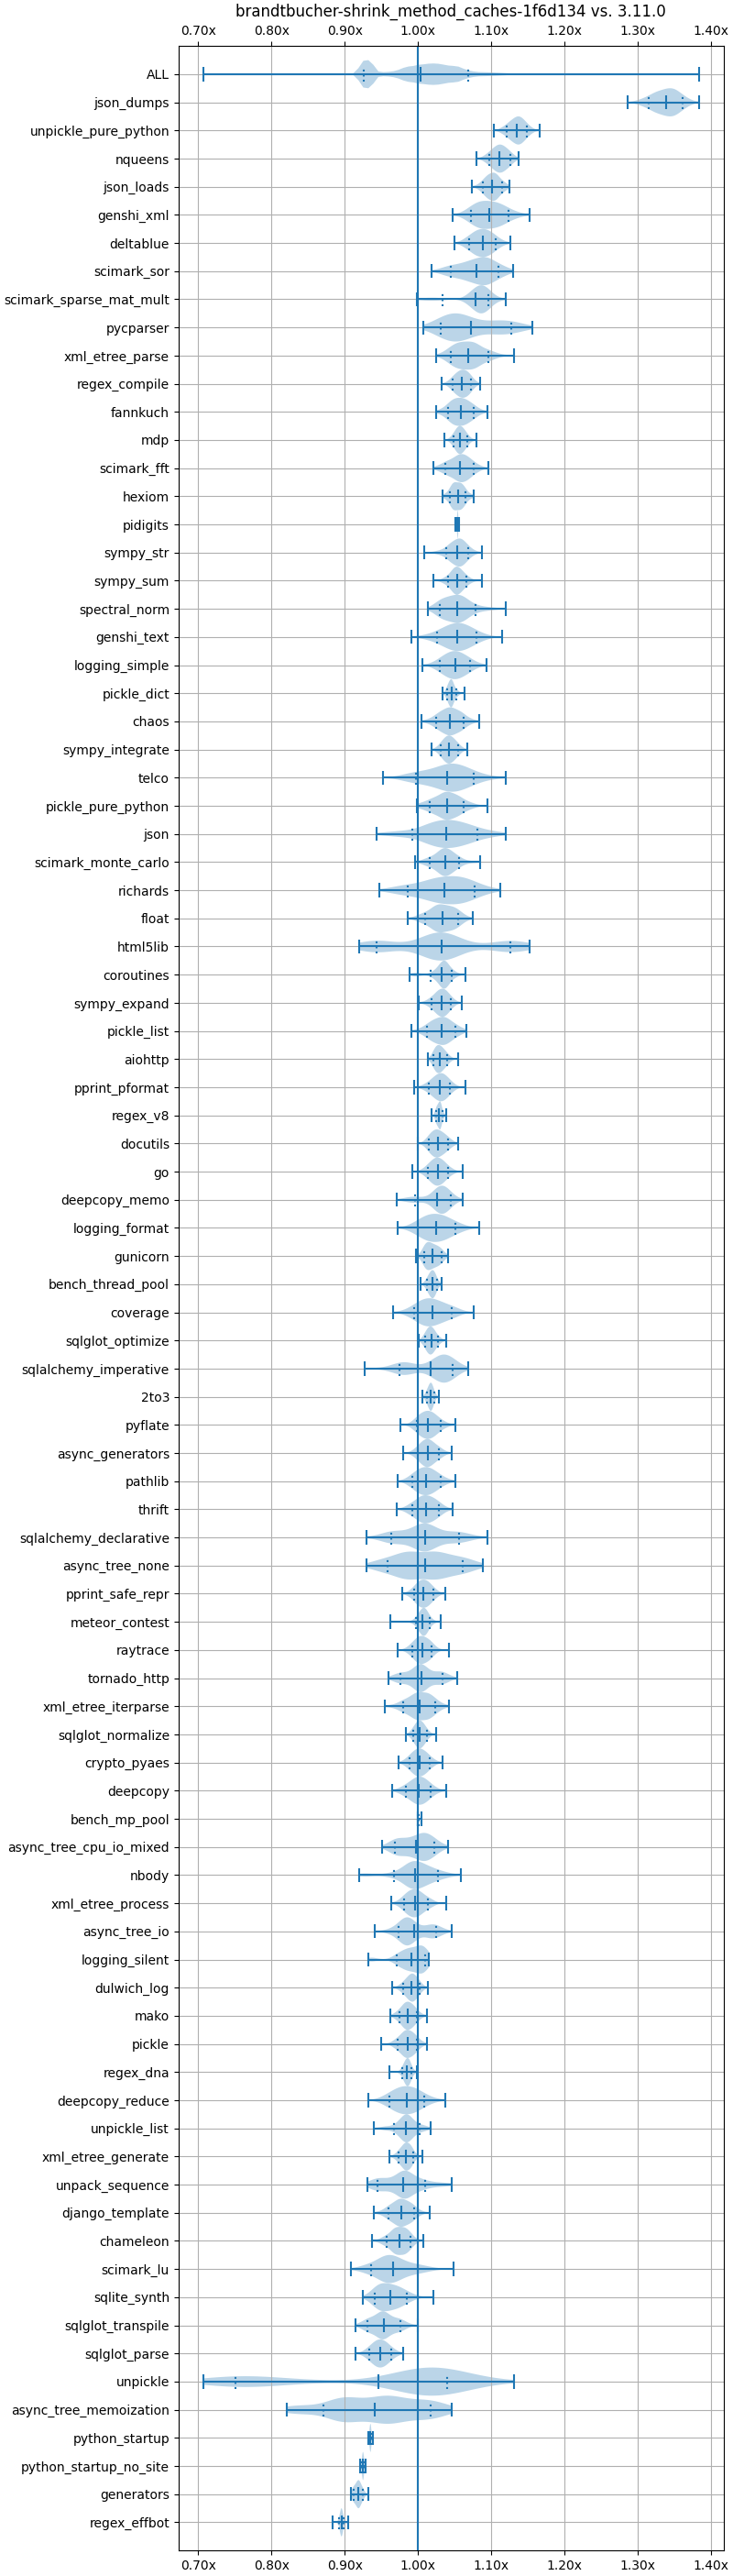 brandtbucher-shrink_method_caches-1f6d134 vs. 3.11.0
0.70x 0.80x 0.90x 1.00x 1.10x 1.20x 1.30x 1.40x
ALL
json_dumps
unpickle_pure_python
nqueens
json_loads
genshi_xml
deltablue
scimark_sor
scimark_sparse_mat_mult
pycparser
xml_etree_parse
regex_compile
fannkuch
mdp
scimark_fft
hexiom
pidigits
sympy_str
sympy_sum
spectral_norm
genshi_text
logging_simple
pickle_dict
chaos
sympy_integrate
telco
pickle_pure_python
json
scimark_monte_carlo
richards
float
html5lib
coroutines
sympy_expand
pickle_list
aiohttp
pprint_pformat
regex_v8
docutils
go
deepcopy_memo
logging_format
gunicorn
bench_thread_pool
coverage
sqlglot_optimize
sqlalchemy_imperative
2to3
pyflate
async_generators
pathlib
thrift
sqlalchemy_declarative
async_tree_none
pprint_safe_repr
meteor_contest
raytrace
tornado_http
xml_etree_iterparse
sqlglot_normalize
crypto_pyaes
deepcopy
bench_mp_pool
async_tree_cpu_io_mixed
nbody
xml_etree_process
async_tree_io
logging_silent
dulwich_log
mako
pickle
regex_dna
deepcopy_reduce
unpickle_list
xml_etree_generate
unpack_sequence
django_template
chameleon
scimark_lu
sqlite_synth
sqlglot_transpile
sqlglot_parse
unpickle
async_tree_memoization
python_startup
python_startup_no_site
generators
regex_effbot
0.70x 0.80x 0.90x 1.00x 1.10x 1.20x 1.30x 1.40x